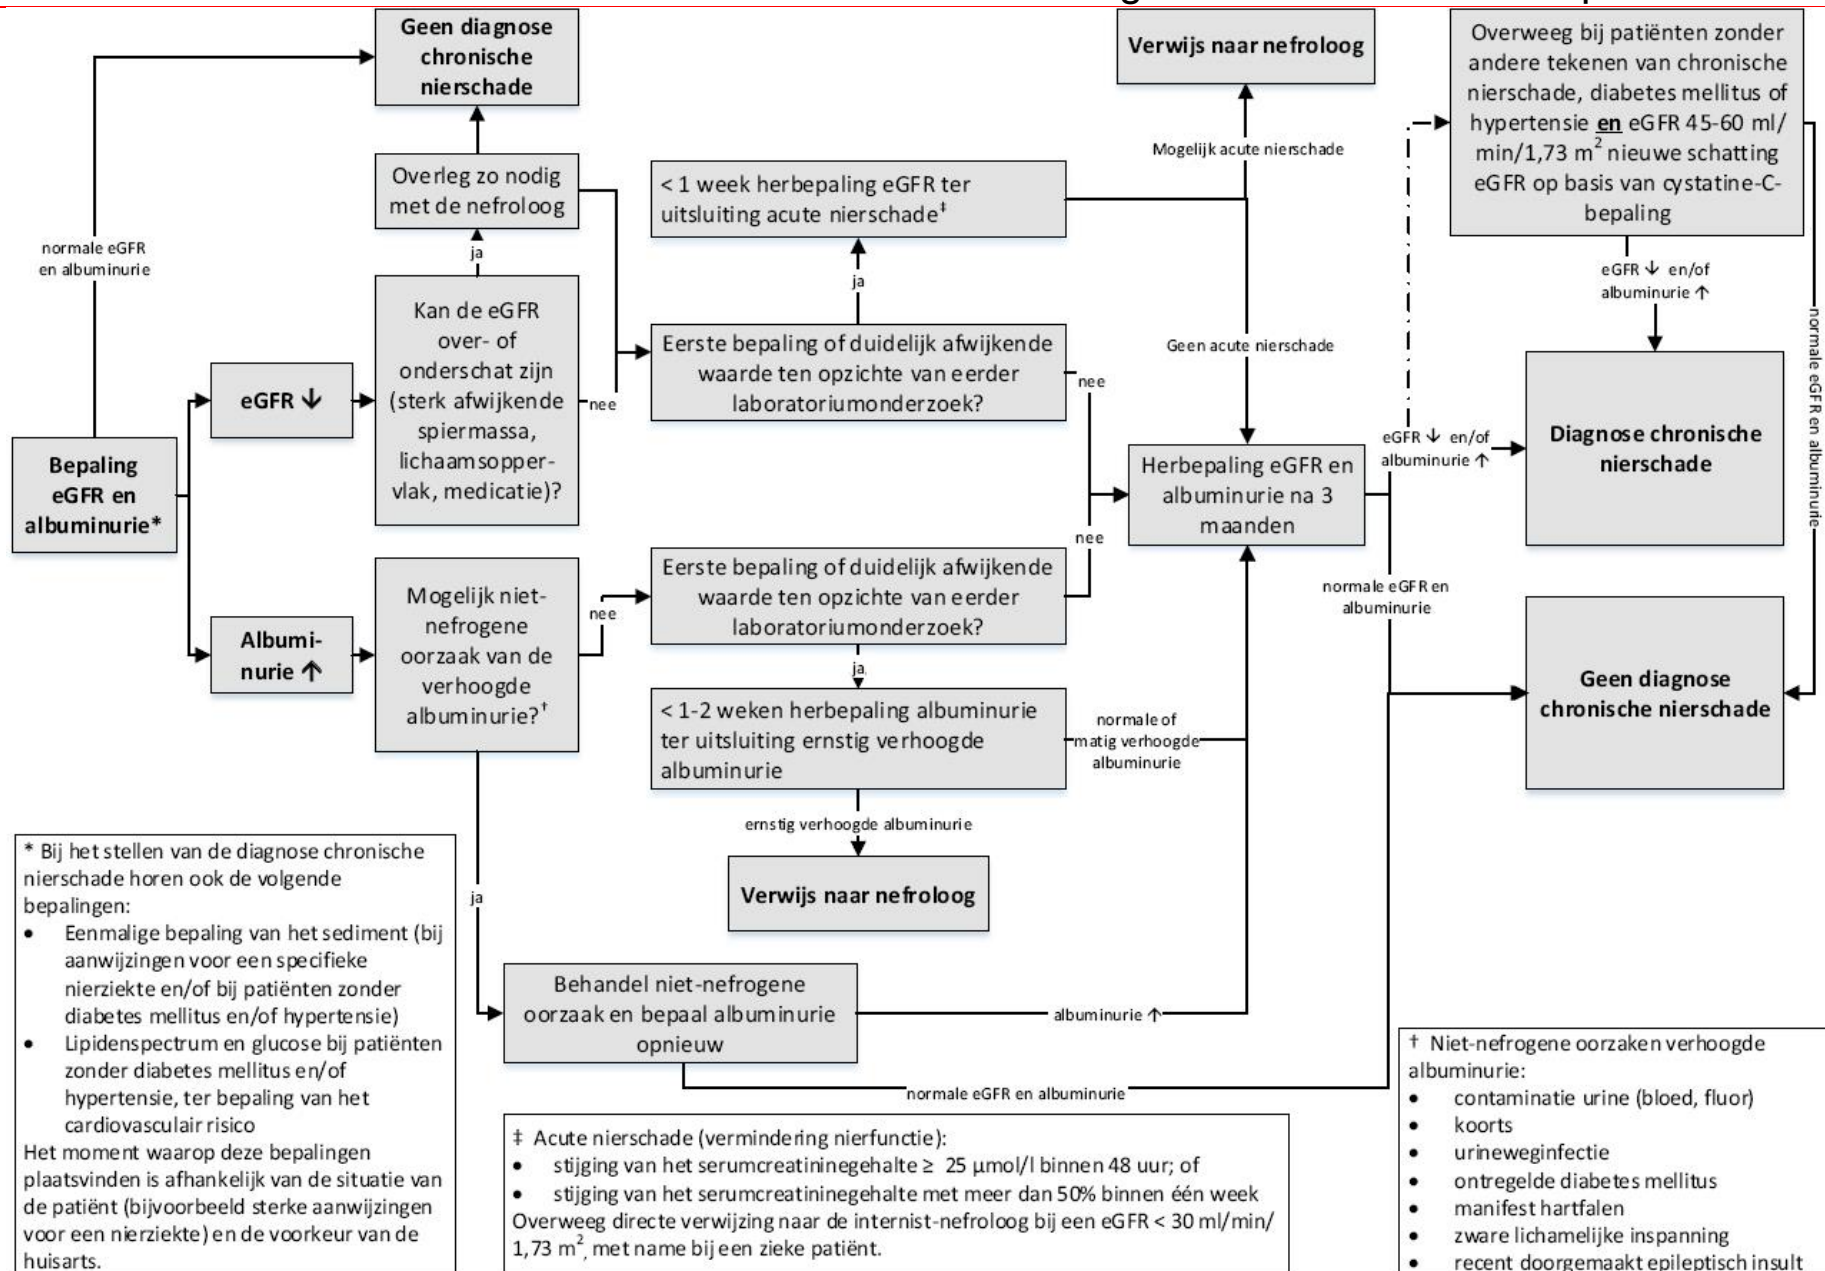 Geen diagnose
chronische
nierschade
Verwijs naar nefroloog
Overweeg bij patiënten zonder
andere tekenen van chronische
nierschade, diabetes mellitus of
hypertensie en eGFR 45-60 ml/
min/1,73 m² nieuwe schatting
eGFR op basis van cystatine-C-
bepaling
Mogelijk acute nierschade
Overleg zo nodig
met de nefroloog
< 1 week herbepaling eGFR ter
uitsluiting acute nierschade‡
normale eGFR
en albuminurie
ja
ja
eGFR ↓ en/of
albuminurie ↑
Kan de eGFR
over- of
onderschat zijn
(sterk afwijkende
spiermassa,
lichaamsopper-
vlak, medicatie)?
nee
Eerste bepaling of duidelijk afwijkende
waarde ten opzichte van eerder
laboratoriumonderzoek?
nee
Geen acute nierschade
normale eGFR en albuminurie
eGFR ↓
Bepaling
eGFR en
albuminurie*
Herbepaling eGFR en
albuminurie na 3
maanden
eGFR ↓ en/of
albuminurie ↑
Diagnose chronische
nierschade
Albumi-
nurie ↑
Mogelijk niet-
nefrogene
oorzaak van de
verhoogde
albuminurie?†
nee
Eerste bepaling of duidelijk afwijkende
waarde ten opzichte van eerder
laboratoriumonderzoek?
nee
normale eGFR en
albuminurie
Geen diagnose
chronische nierschade
ja
< 1-2 weken herbepaling albuminurie
ter uitsluiting ernstig verhoogde
albuminurie
normale of
matig verhoogde
albuminurie
ernstig verhoogde albuminurie
Verwijs naar nefroloog
ja
Behandel niet-nefrogene
oorzaak en bepaal albuminurie
opnieuw
albuminurie ↑
normale eGFR en albuminurie
* Bij het stellen van de diagnose chronische
nierschade horen ook de volgende
bepalingen:
• Eenmalige bepaling van het sediment (bij
aanwijzingen voor een specifieke
nierziekte en/of bij patiënten zonder
diabetes mellitus en/of hypertensie)
• Lipidenspectrum en glucose bij patiënten
zonder diabetes mellitus en/of
hypertensie, ter bepaling van het
cardiovasculair risico
Het moment waarop deze bepalingen
plaatsvinden is afhankelijk van de situatie van
de patiënt (bijvoorbeeld sterke aanwijzingen
voor een nierziekte) en de voorkeur van de
huisarts.
‡ Acute nierschade (vermindering nierfunctie):
• stijging van het serumcreatininegehalte ≥ 25 µmol/l binnen 48 uur; of
• stijging van het serumcreatininegehalte met meer dan 50% binnen één week
Overweeg directe verwijzing naar de internist-nefroloog bij een eGFR < 30 ml/min/
1,73 m², met name bij een zieke patiënt.
† Niet-nefrogene oorzaken verhoogde
albuminurie:
• contaminatie urine (bloed, fluor)
• koorts
• urineweginfectie
• ontregelde diabetes mellitus
• manifest hartfalen
• zware lichamelijke inspanning
• recent doorgemaakt epileptisch insult